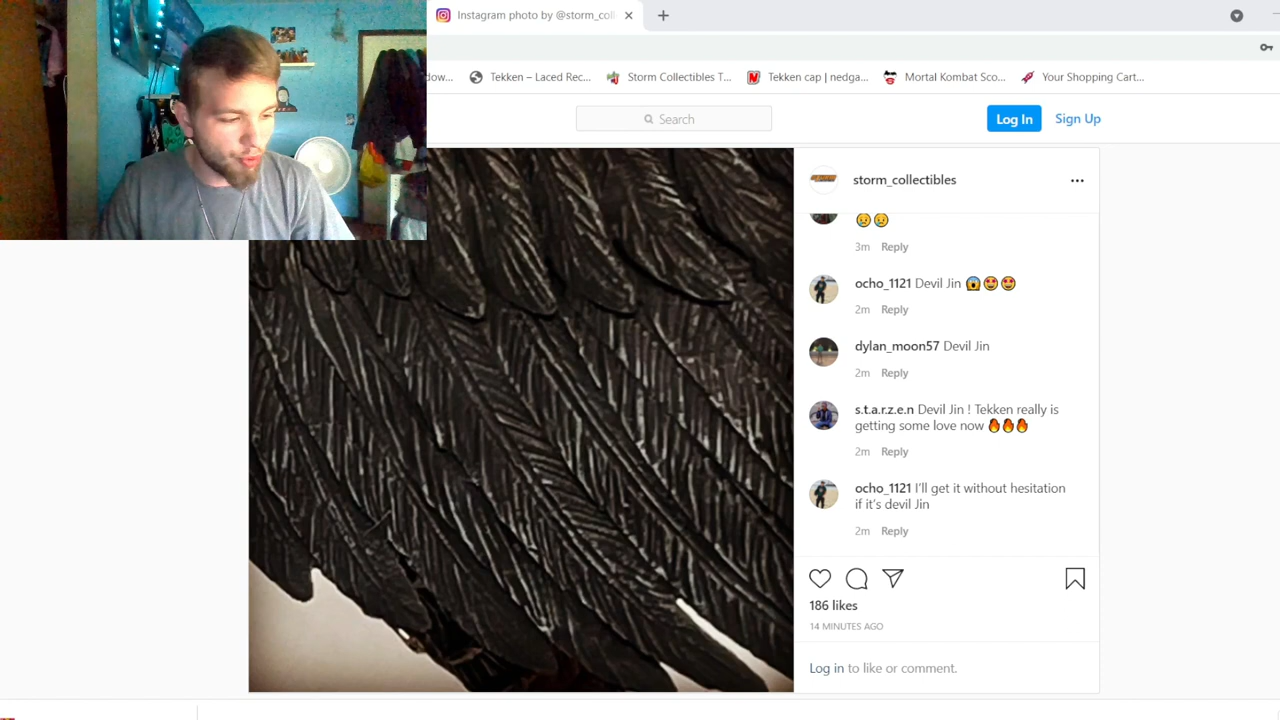 Instagram photo by @storm_coll
dow...
Tekken – Laced Rec...
Storm Collectibles T...
Tekken cap | nedga...
Mortal Kombat Sco...
Your Shopping Cart...
Search
Log In
Sign Up
storm_collectibles
😢😢
3m Reply
ocho_1121 Devil Jin 😱😍😍
2m Reply
dylan_moon57 Devil Jin
2m Reply
s.t.a.r.z.e.n Devil Jin ! Tekken really is
getting some love now 🔥🔥🔥
2m Reply
ocho_1121 I'll get it without hesitation
if it's devil Jin
2m Reply
186 likes
14 MINUTES AGO
Log in to like or comment.